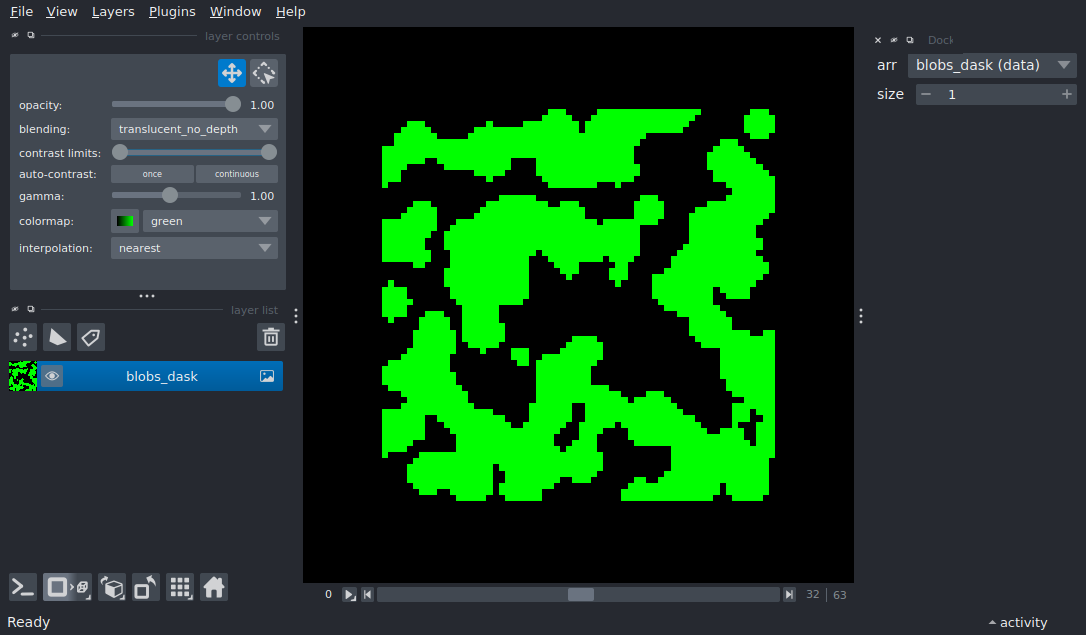 File View Layers Plugins Window Help
layer controls
opacity: 1.00
blending: translucent_no_depth
contrast limits:
auto-contrast: once continuous
gamma: 1.00
colormap: green
interpolation: nearest
layer list
blobs_dask
Dock
arr blobs_dask (data)
size − 1 +
0 32 | 63
Ready
activity